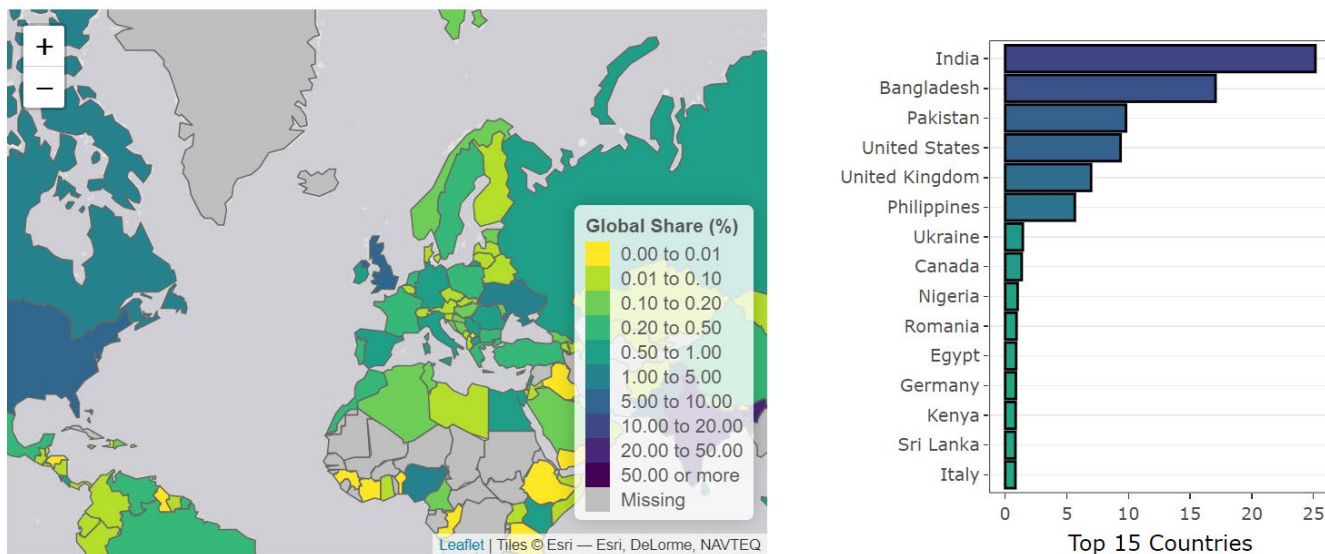 +
−
Global Share (%)
0.00 to 0.01
0.01 to 0.10
0.10 to 0.20
0.20 to 0.50
0.50 to 1.00
1.00 to 5.00
5.00 to 10.00
10.00 to 20.00
20.00 to 50.00
50.00 or more
Missing
Leaflet | Tiles © Esri — Esri, DeLorme, NAVTEQ
India
Bangladesh
Pakistan
United States
United Kingdom
Philippines
Ukraine
Canada
Nigeria
Romania
Egypt
Germany
Kenya
Sri Lanka
Italy
0 5 10 15 20 25
Top 15 Countries